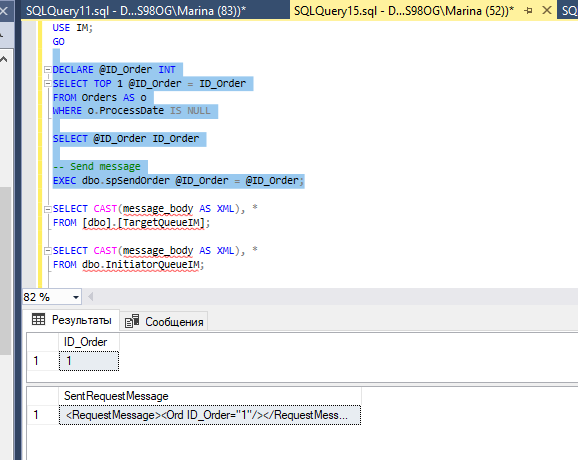 SQLQuery11.sql - D...S98OG\Marina (83))*
SQLQuery15.sql - D...S98OG\Marina (52))*
SQ
USE IM;
GO
DECLARE @ID_Order INT
SELECT TOP 1 @ID_Order = ID_Order
FROM Orders AS o
WHERE o.ProcessDate IS NULL
SELECT @ID_Order ID_Order
-- Send message
EXEC dbo.spSendOrder @ID_Order = @ID_Order;
SELECT CAST(message_body AS XML), *
FROM [dbo].[TargetQueueIM];
SELECT CAST(message_body AS XML), *
FROM dbo.InitiatorQueueIM;
82 %
Результаты Сообщения
ID_Order
1 1
SentRequestMessage
1 <RequestMessage><Ord ID_Order="1"/></RequestMess...